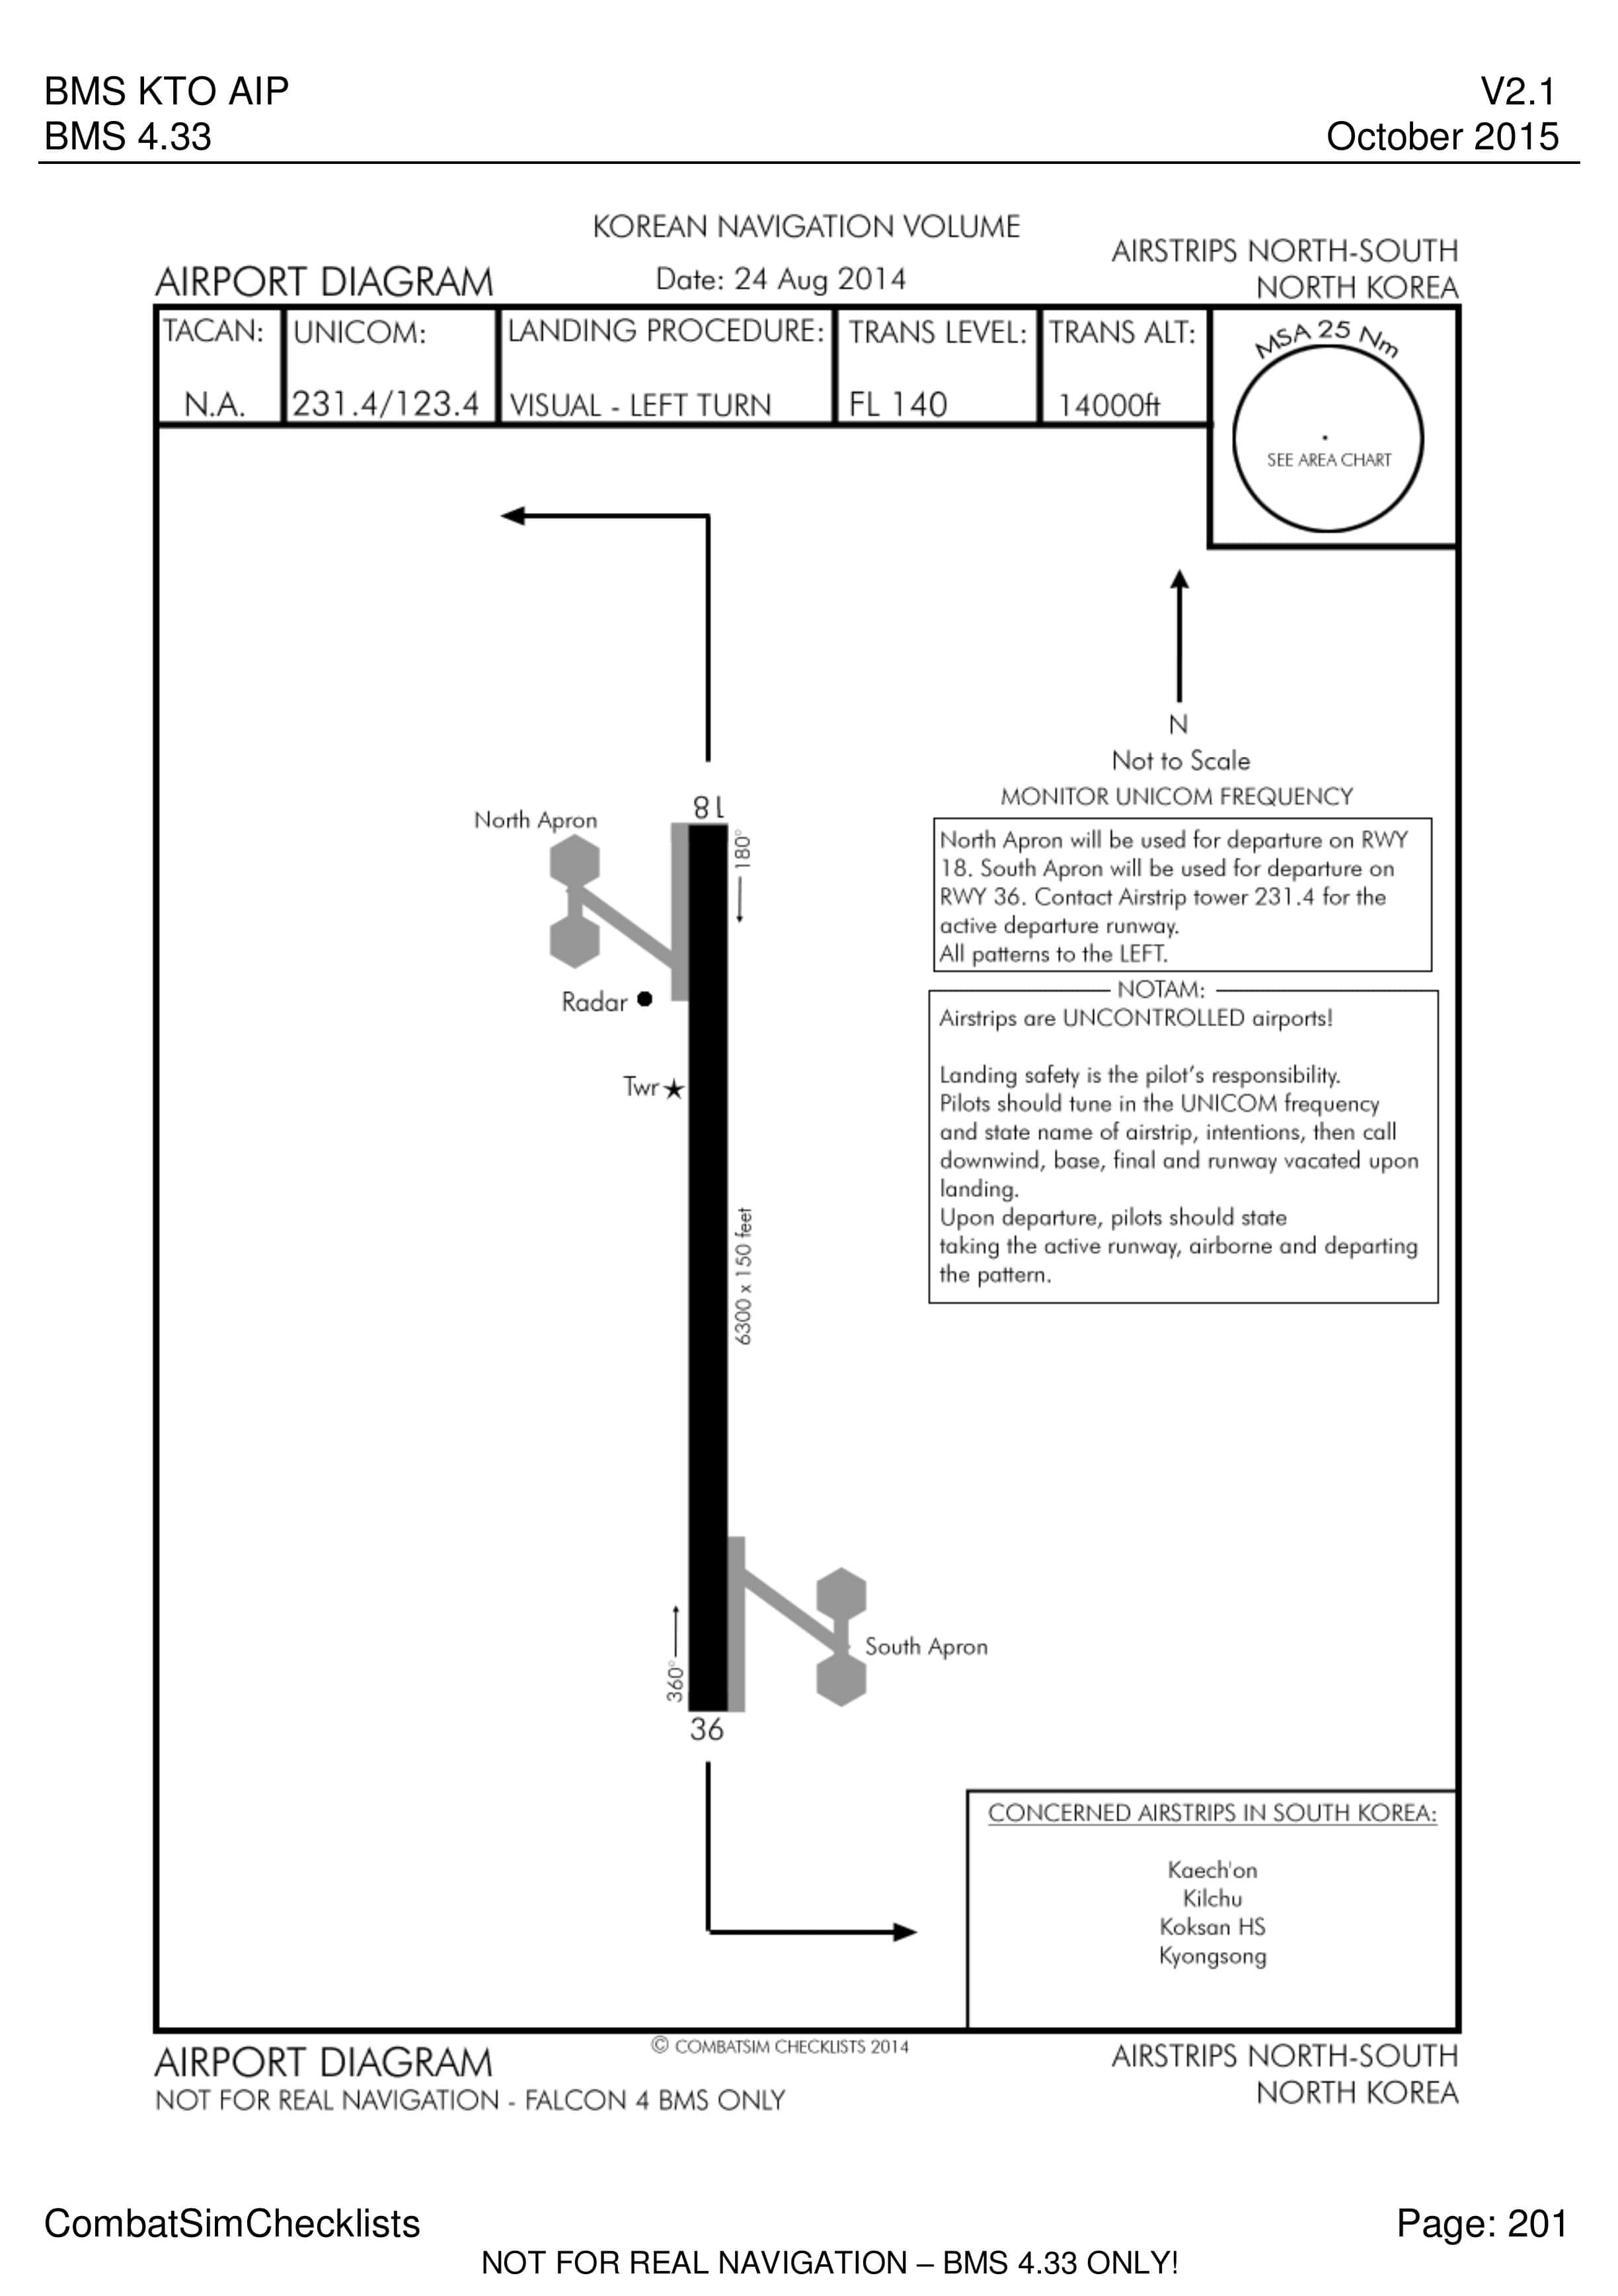 BMS KTO AIP
V2.1
BMS 4.33
October 2015
KOREAN NAVIGATION VOLUME
AIRSTRIPS NORTH-SOUTH
AIRPORT DIAGRAM
Date: 24 Aug 2014
NORTH KOREA
TACAN:
N.A.
UNICOM:
231.4/123.4
LANDING PROCEDURE:
VISUAL - LEFT TURN
TRANS LEVEL:
FL 140
TRANS ALT:
14000ft
MSA 25 Nm
SEE AREA CHART
N
Not to Scale
MONITOR UNICOM FREQUENCY
North Apron will be used for departure on RWY
18. South Apron will be used for departure on
RWY 36. Contact Airstrip tower 231.4 for the
active departure runway.
All patterns to the LEFT.
NOTAM:
Airstrips are UNCONTROLLED airports!
Landing safety is the pilot's responsibility.
Pilots should tune in the UNICOM frequency
and state name of airstrip, intentions, then call
downwind, base, final and runway vacated upon
landing.
Upon departure, pilots should state
taking the active runway, airborne and departing
the pattern.
18
North Apron
180°
Radar
Twr
6300 x 150 feet
South Apron
360°
36
CONCERNED AIRSTRIPS IN SOUTH KOREA:
Kaech'on
Kilchu
Koksan HS
Kyongsong
© COMBATSIM CHECKLISTS 2014
AIRPORT DIAGRAM
AIRSTRIPS NORTH-SOUTH
NOT FOR REAL NAVIGATION - FALCON 4 BMS ONLY
NORTH KOREA
CombatSimChecklists
Page: 201
NOT FOR REAL NAVIGATION – BMS 4.33 ONLY!